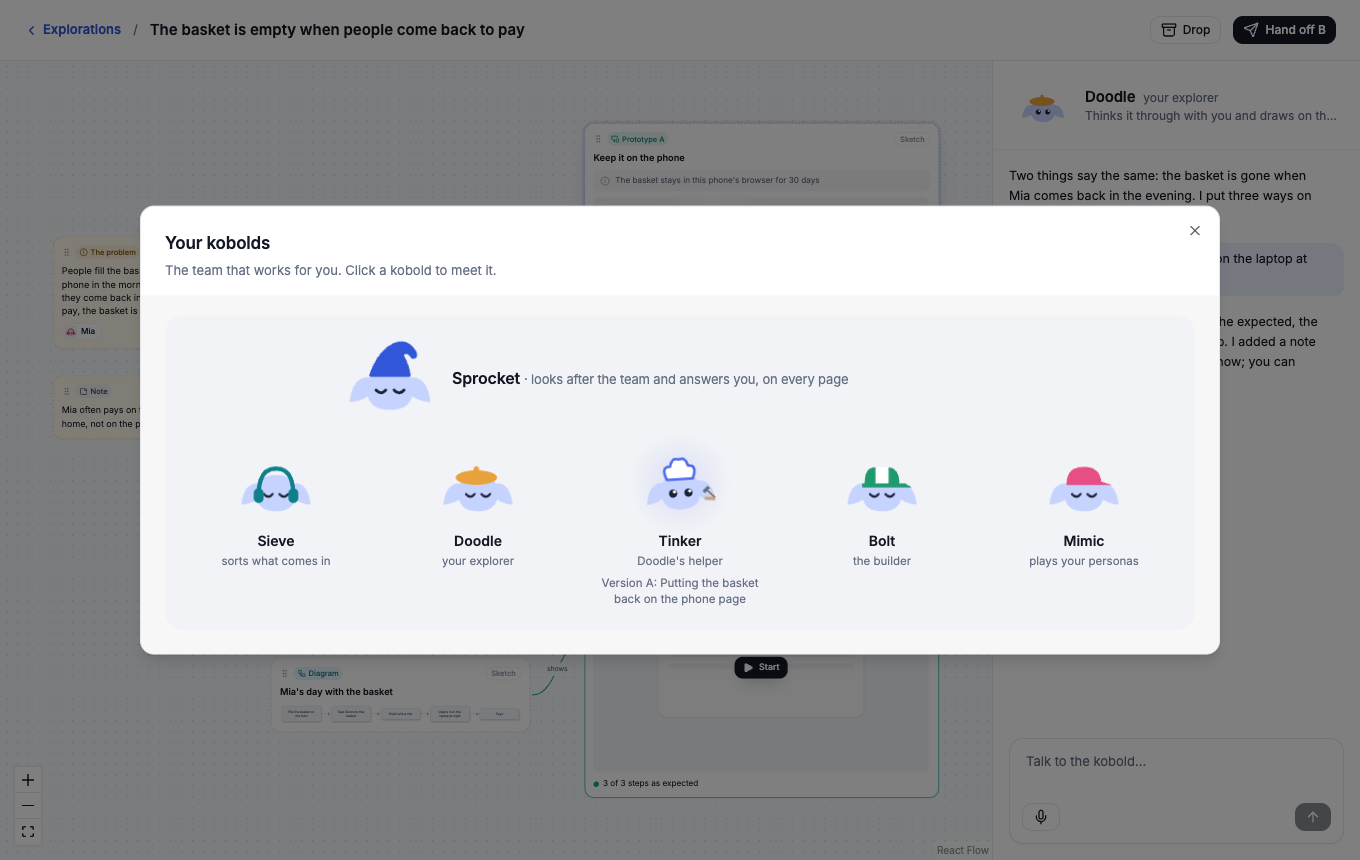 Explorations / The basket is empty when people come back to pay
Drop
Hand off B
Doodle your explorer
Thinks it through with you and draws on th...
Prototype A
Sketch
Keep it on the phone
The basket stays in this phone's browser for 30 days
Two things say the same: the basket is gone when
Mia comes back in the evening. I put three ways on
on the laptop at
he expected, the
. I added a note
now; you can
The problem
People fill the bas
phone in the morn
they come back in
pay, the basket is
Mia
Note
Mia often pays on
home, not on the p
Your kobolds
The team that works for you. Click a kobold to meet it.
Sprocket · looks after the team and answers you, on every page
Sieve
sorts what comes in
Doodle
your explorer
Tinker
Doodle's helper
Version A: Putting the basket
back on the phone page
Bolt
the builder
Mimic
plays your personas
Diagram
Sketch
Mia's day with the basket
shows
Start
3 of 3 steps as expected
Talk to the kobold...
React Flow